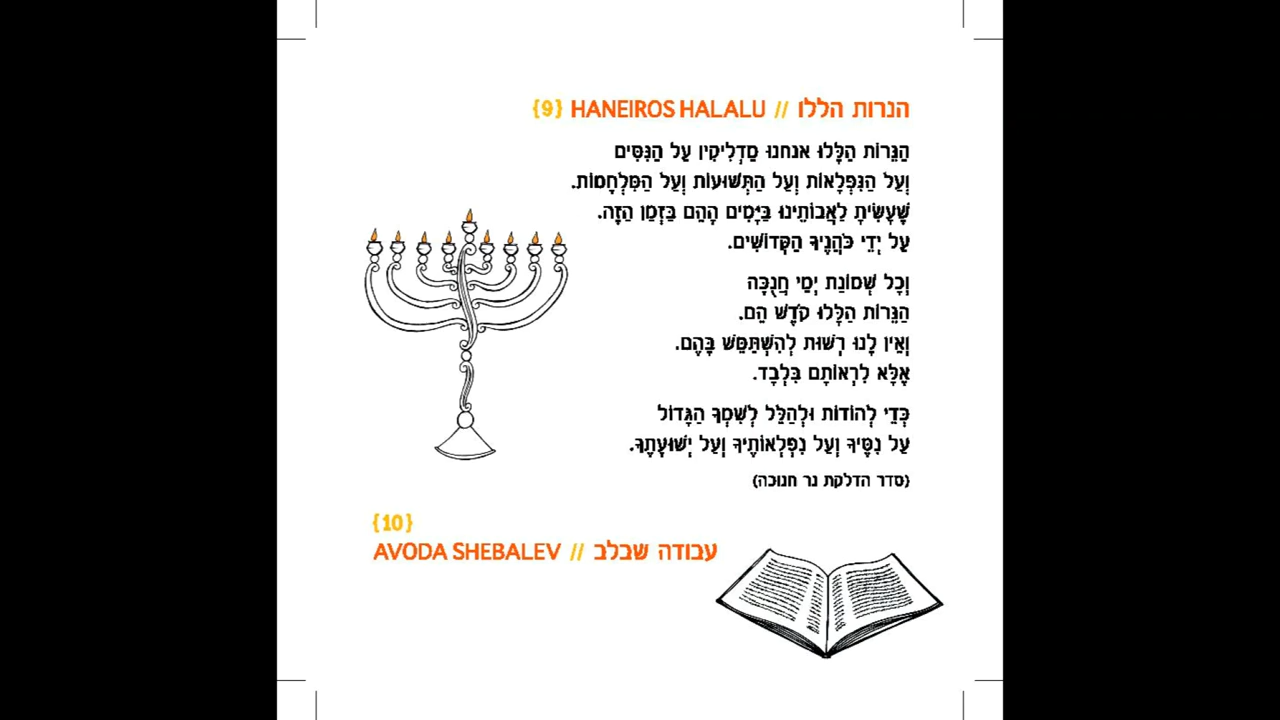 הנרות הללו // HANEIROS HALALU {9}
הַנֵּרוֹת הַלָּלוּ אנחנו מַדְלִיקִין עַל הַנִּסִּים
וְעַל הַנִּפְלָאוֹת וְעַל הַתְּשׁוּעוֹת וְעַל הַמִּלְחָמוֹת.
שֶׁעָשִׂיתָ לַאֲבוֹתֵינוּ בַּיָּמִים הָהֵם בַּזְּמַן הַזֶּה.
עַל יְדֵי כֹּהֲנֶיךָ הַקְּדוֹשִׁים.
וְכָל שְׁמוֹנַת יְמֵי חֲנֻכָּה
הַנֵּרוֹת הַלָּלוּ קֹדֶשׁ הֵם.
וְאֵין לָנוּ רְשׁוּת לְהִשְׁתַּמֵּשׁ בָּהֶם.
אֶלָּא לִרְאוֹתָם בִּלְבָד.
כְּדֵי לְהוֹדוֹת וּלְהַלֵּל לְשִׁמְךָ הַגָּדוֹל
עַל נִסֶּיךָ וְעַל נִפְלְאוֹתֶיךָ וְעַל יְשׁוּעָתֶךָ.
(סדר הדלקת נר חנוכה)
{10}
עבודה שבלב // AVODA SHEBALEV